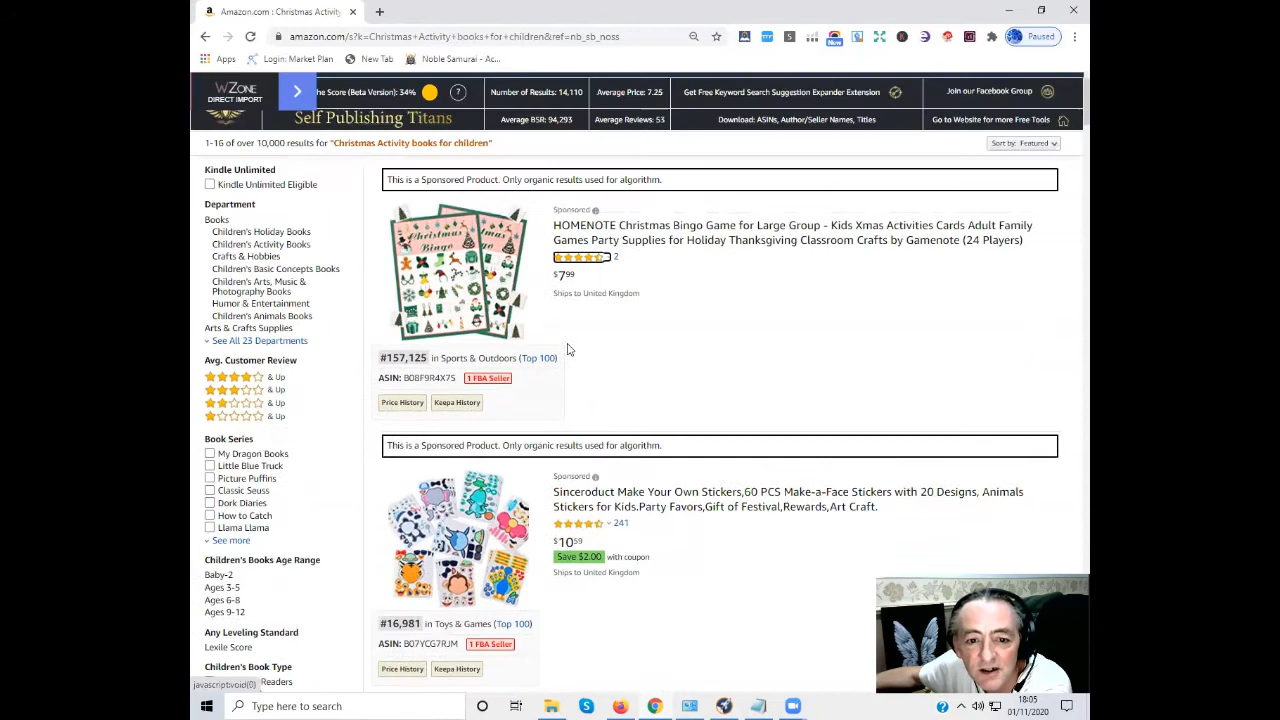 Amazon.com : Christmas Activity
amazon.com/s?k=Christmas+Activity+books+for+children&ref=nb_sb_noss
New
Paused
Apps
Login: Market Plan
New Tab
Noble Samurai - Ac...
WZONE
DIRECT IMPORT
he Score (Beta Version): 34%
?
Number of Results: 14,110
Average Price: 7.25
Get Free Keyword Search Suggestion Expander Extension
Join our Facebook Group
Self Publishing Titans
Average BSR: 94,293
Average Reviews: 53
Download: ASINs, Author/Seller Names, Titles
Go to Website for more Free Tools
1-16 of over 10,000 results for "Christmas Activity books for children"
Sort by: Featured
Kindle Unlimited
Kindle Unlimited Eligible
Department
Books
Children's Holiday Books
Children's Activity Books
Crafts & Hobbies
Children's Basic Concepts Books
Children's Arts, Music &
Photography Books
Humor & Entertainment
Children's Animals Books
Arts & Crafts Supplies
See All 23 Departments
Avg. Customer Review
& Up
& Up
& Up
& Up
Book Series
My Dragon Books
Little Blue Truck
Picture Puffins
Classic Seuss
Dork Diaries
How to Catch
Llama Llama
See more
Children's Books Age Range
Baby-2
Ages 3-5
Ages 6-8
Ages 9-12
Any Leveling Standard
Lexile Score
Children's Book Type
Readers
javascript:void(0)
This is a Sponsored Product. Only organic results used for algorithm.
Christmas
Bingo
Sponsored
HOMENOTE Christmas Bingo Game for Large Group - Kids Xmas Activities Cards Adult Family
Games Party Supplies for Holiday Thanksgiving Classroom Crafts by Gamenote (24 Players)
2
$7.99
Ships to United Kingdom
#157,125 in Sports & Outdoors (Top 100)
ASIN: B08F9R4X7S 1 FBA Seller
Price History Keepa History
This is a Sponsored Product. Only organic results used for algorithm.
Sponsored
Sinceroduct Make Your Own Stickers,60 PCS Make-a-Face Stickers with 20 Designs, Animals
Stickers for Kids.Party Favors,Gift of Festival,Rewards,Art Craft.
241
$10.59
Save $2.00 with coupon
Ships to United Kingdom
#16,981 in Toys & Games (Top 100)
ASIN: B07YCG7RJM 1 FBA Seller
Price History Keepa History
Type here to search
18:05
01/11/2020